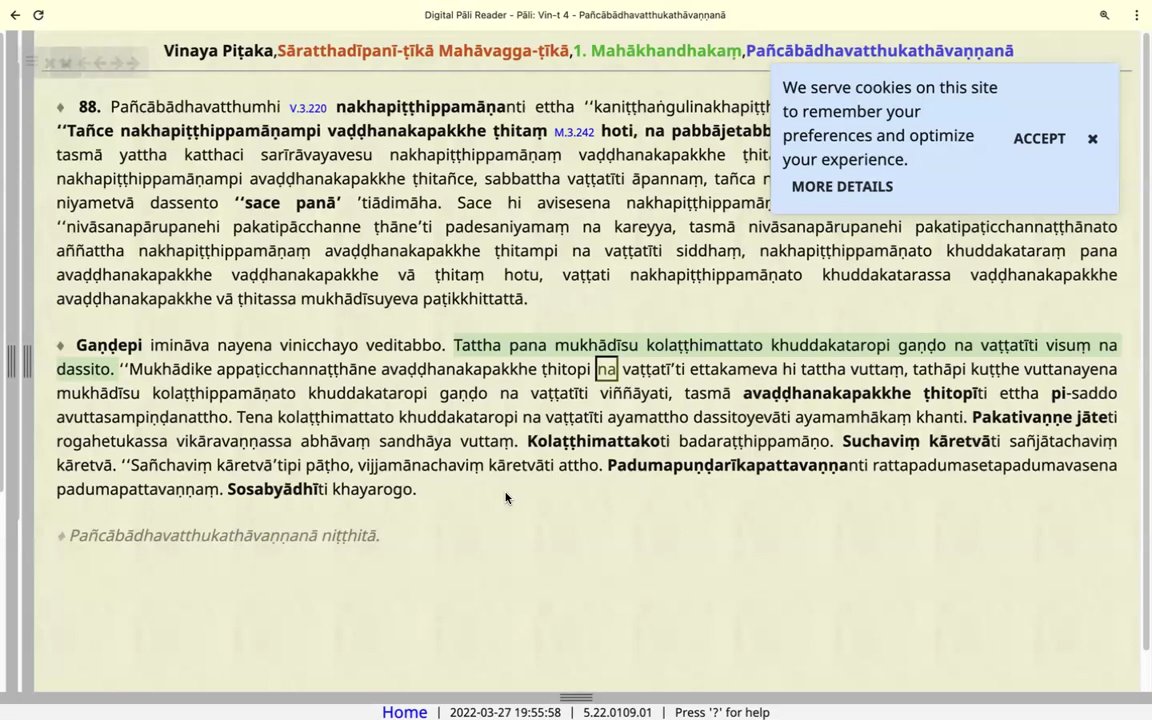 Digital Pāli Reader - Pāli: Vin-t 4 - Pañcābādhavatthukathāvaṇṇanā
Vinaya Piṭaka,Sāratthadīpanī-ṭīkā Mahāvagga-ṭīkā,1. Mahākhandhakaṃ,Pañcābādhavatthukathāvaṇṇanā
We serve cookies on this site
to remember your
preferences and optimize
your experience.
ACCEPT ×
MORE DETAILS
♦ 88. Pañcābādhavatthumhi V.3.220 nakhapiṭṭhippamāṇanti ettha ‘‘kaniṭṭhaṅgulinakhapiṭṭh
‘‘Tañce nakhapiṭṭhippamāṇampi vaḍḍhanakapakkhe ṭhitaṃ M.3.242 hoti, na pabbājetabb
tasmā yattha katthaci sarīrāvayavesu nakhapiṭṭhippamāṇaṃ vaḍḍhanakapakkhe ṭhita
nakhapiṭṭhippamāṇampi avaḍḍhanakapakkhe ṭhitañce, sabbattha vaṭṭatīti āpannaṃ, tañca n
niyametvā dassento ‘‘sace panā’ ’tiādimāha. Sace hi avisesena nakhapiṭṭhippamāṇ
‘‘nivāsanapārupanehi pakatipācchanne ṭhāne’ti padesaniyamaṃ na kareyya, tasmā nivāsanapārupanehi pakatipaṭicchannaṭṭhānato
aññattha nakhapiṭṭhippamāṇaṃ avaḍḍhanakapakkhe ṭhitampi na vaṭṭatīti siddhaṃ, nakhapiṭṭhippamāṇato khuddakataraṃ pana
avaḍḍhanakapakkhe vaḍḍhanakapakkhe vā ṭhitaṃ hotu, vaṭṭati nakhapiṭṭhippamāṇato khuddakatarassa vaḍḍhanakapakkhe
avaḍḍhanakapakkhe vā ṭhitassa mukhādīsuyeva paṭikkhittattā.
♦ Gaṇḍepi imināva nayena vinicchayo veditabbo. Tattha pana mukhādīsu kolaṭṭhimattato khuddakataropi gaṇḍo na vaṭṭatīti visuṃ na
dassito. ‘‘Mukhādike appaṭicchannaṭṭhāne avaḍḍhanakapakkhe ṭhitopi na vaṭṭatī’ti ettakameva hi tattha vuttaṃ, tathāpi kuṭṭhe vuttanayena
mukhādīsu kolaṭṭhippamāṇato khuddakataropi gaṇḍo na vaṭṭatīti viññāyati, tasmā avaḍḍhanakapakkhe ṭhitopīti ettha pi-saddo
avuttasampiṇḍanattho. Tena kolaṭṭhimattato khuddakataropi na vaṭṭatīti ayamattho dassitoyevāti ayamamhākaṃ khanti. Pakativaṇṇe jāteti
rogahetukassa vikāravaṇṇassa abhāvaṃ sandhāya vuttaṃ. Kolaṭṭhimattakoti badaraṭṭhippamāṇo. Suchaviṃ kāretvāti sañjātachaviṃ
kāretvā. ‘‘Sañchaviṃ kāretvā’tipi pāṭho, vijjamānachaviṃ kāretvāti attho. Padumapuṇḍarīkapattavaṇṇanti rattapadumasetapadumavasena
padumapattavaṇṇaṃ. Sosabyādhīti khayarogo.
♦ Pañcābādhavatthukathāvaṇṇanā niṭṭhitā.
Home | 2022-03-27 19:55:58 | 5.22.0109.01 | Press '?' for help